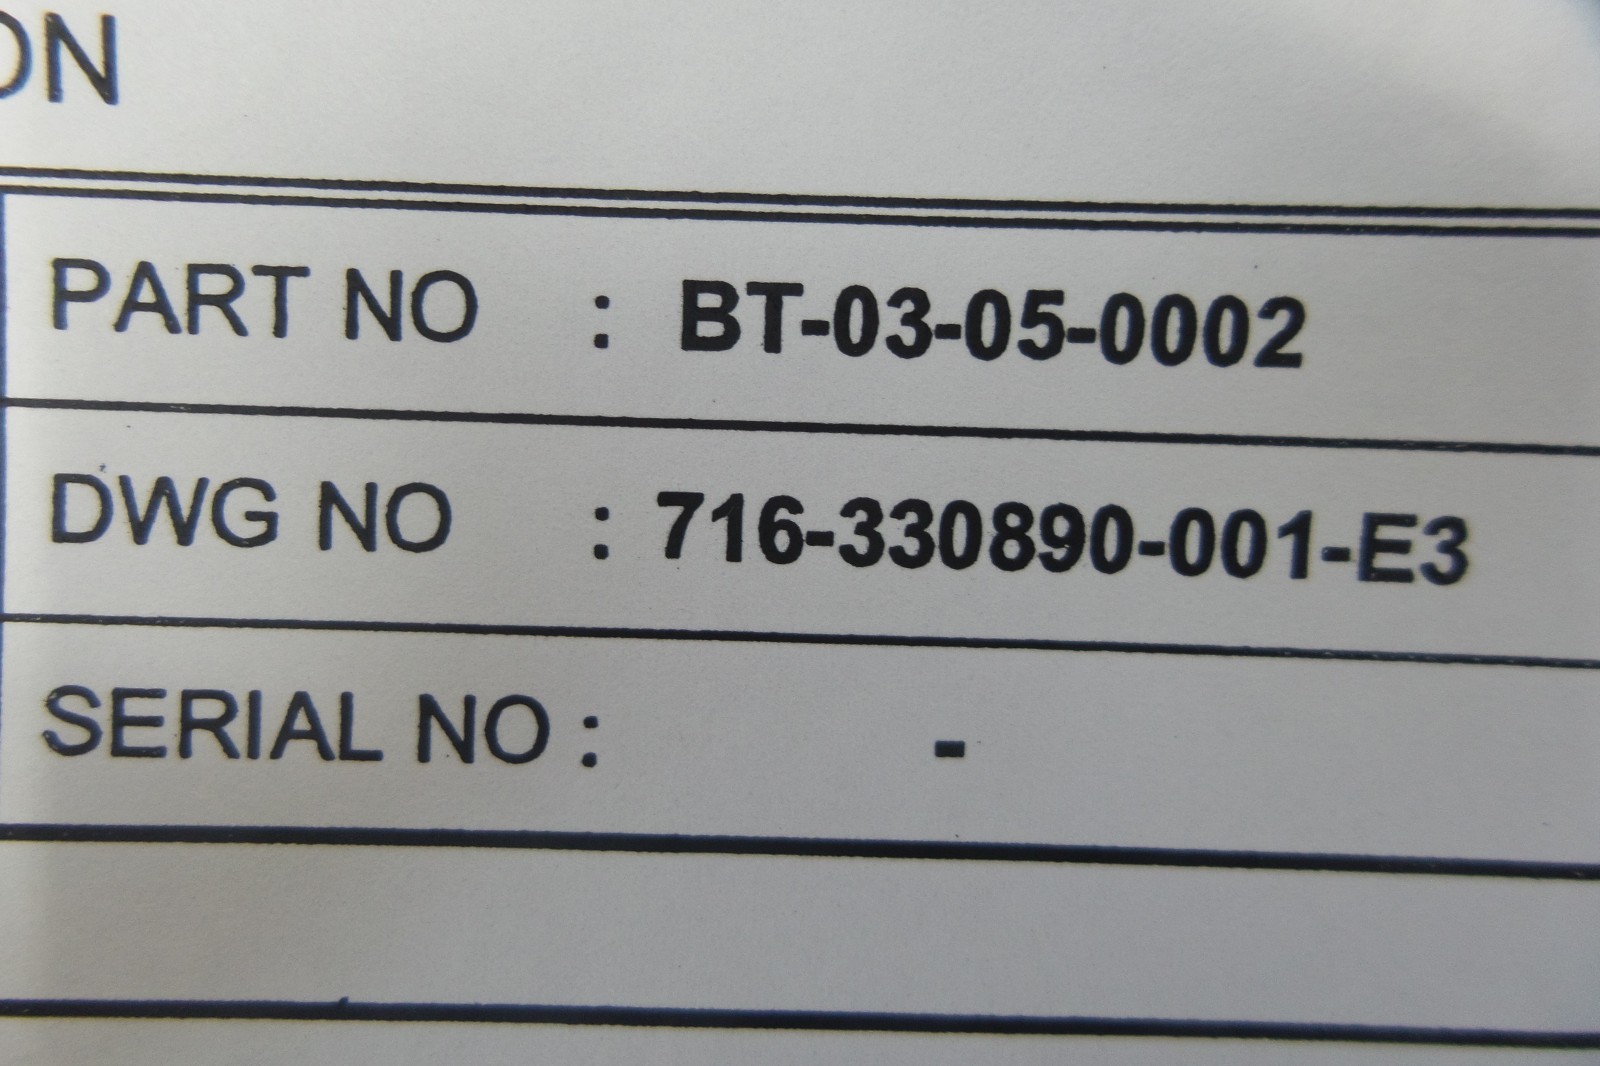 ON
PART NO : BT-03-05-0002
DWG NO : 716-330890-001-E3
SERIAL NO : -